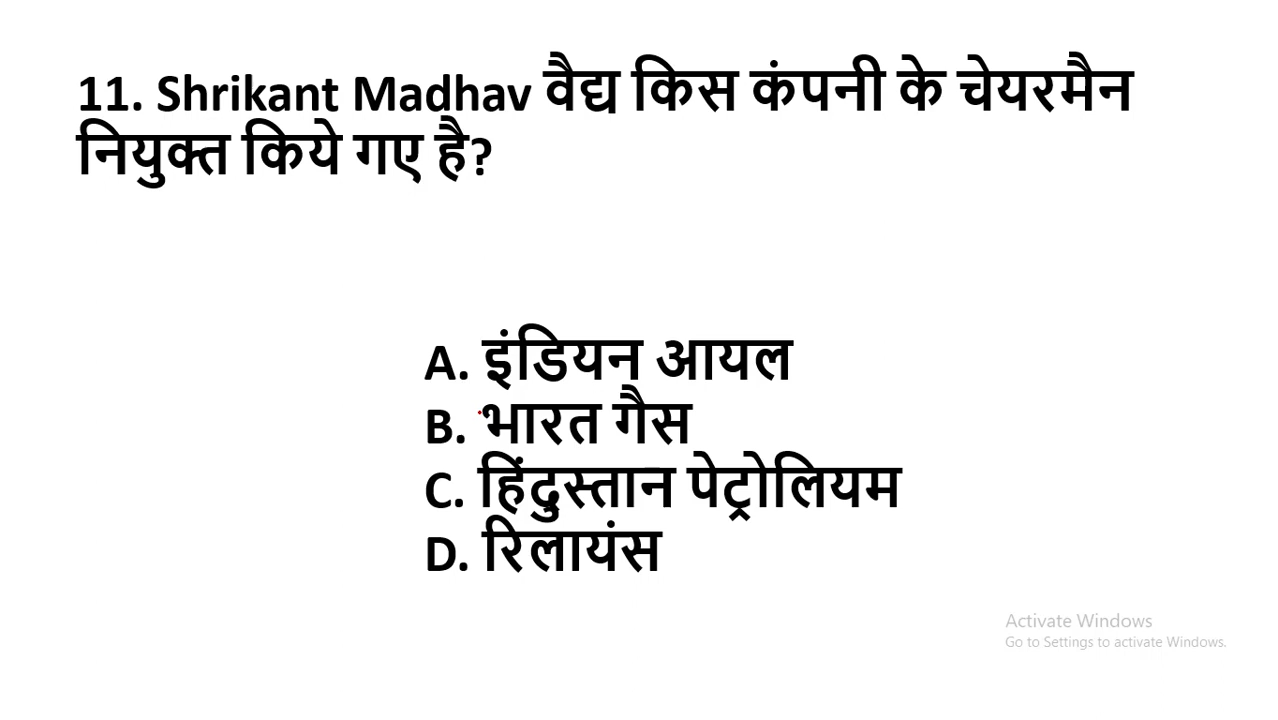 11. Shrikant Madhav वैद्य किस कंपनी के चेयरमैन
नियुक्त किये गए है?
A. इंडियन आयल
B. भारत गैस
C. हिंदुस्तान पेट्रोलियम
D. रिलायंस
Activate Windows
Go to Settings to activate Windows.